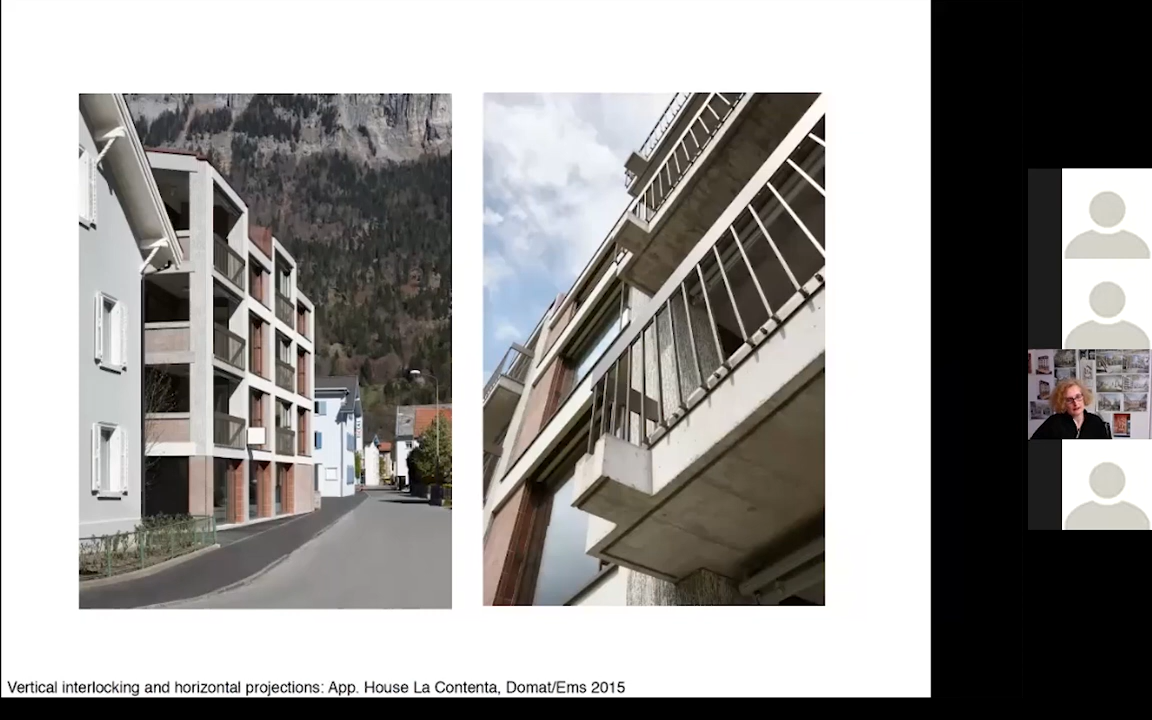 Vertical interlocking and horizontal projections: App. House La Contenta, Domat/Ems 2015